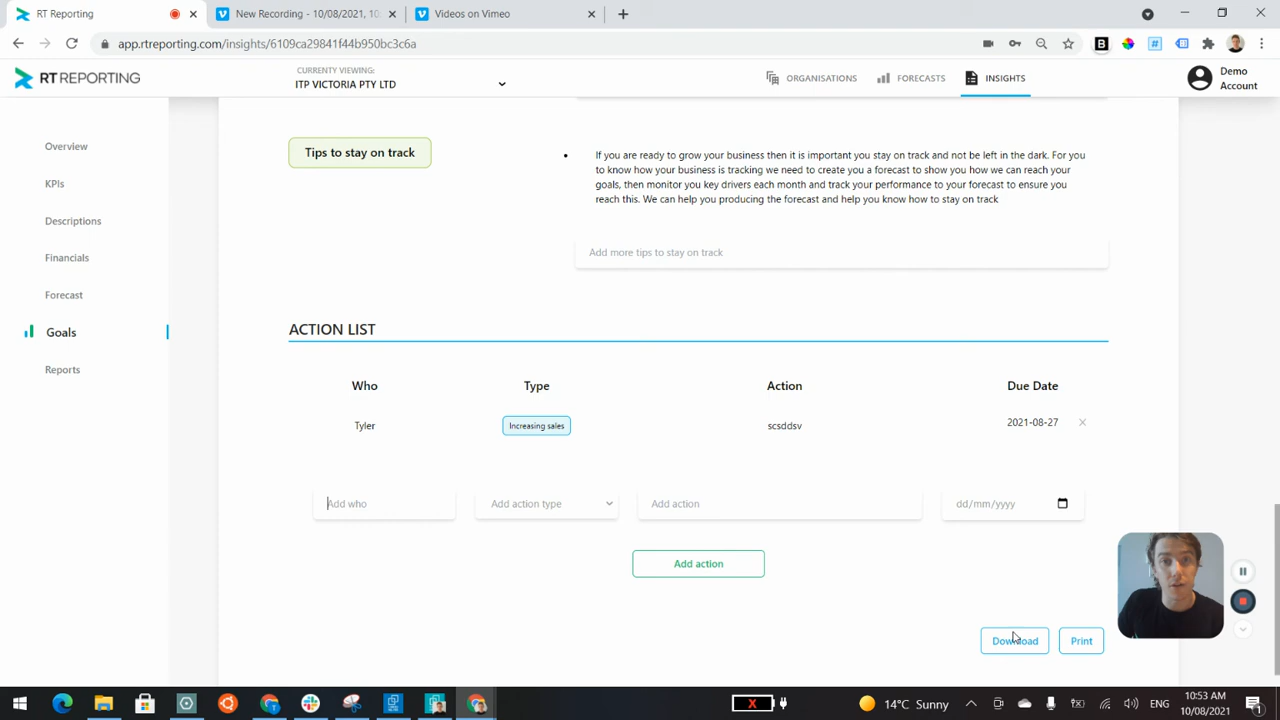 RT Reporting
New Recording - 10/08/2021, 10:
Videos on Vimeo
app.rtreporting.com/insights/6109ca29841f44b950bc3c6a
RT REPORTING
CURRENTY VIEWING:
ITP VICTORIA PTY LTD
ORGANISATIONS
FORECASTS
INSIGHTS
Demo
Account
Overview
KPIs
Descriptions
Financials
Forecast
Goals
Reports
Tips to stay on track
If you are ready to grow your business then it is important you stay on track and not be left in the dark. For you
to know how your business is tracking we need to create you a forecast to show you how we can reach your
goals, then monitor you key drivers each month and track your performance to your forecast to ensure you
reach this. We can help you producing the forecast and help you know how to stay on track
Add more tips to stay on track
ACTION LIST
Who Type Action Due Date
Tyler Increasing sales scsddsv 2021-08-27
Add who Add action type Add action dd/mm/yyyy
Add action
Download Print
14°C Sunny
ENG
10:53 AM
10/08/2021
1